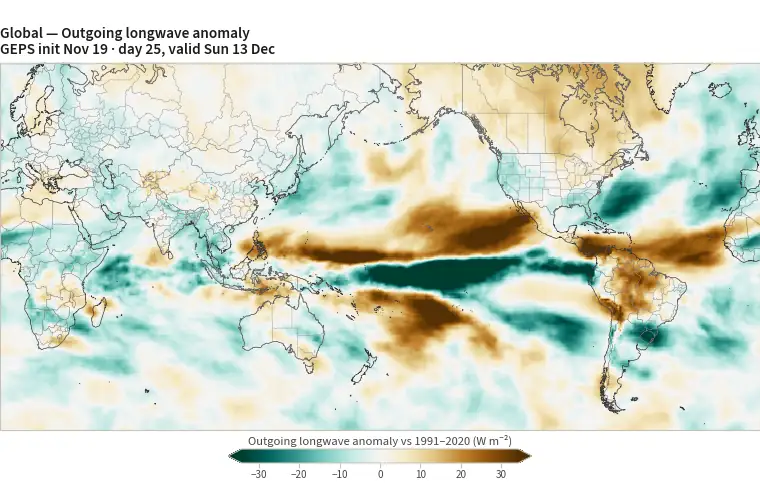 Global — Outgoing longwave anomaly
GEPS init Nov 19 · day 25, valid Sun 13 Dec
Outgoing longwave anomaly vs 1991–2020 (W m⁻²)
−30 −20 −10 0 10 20 30